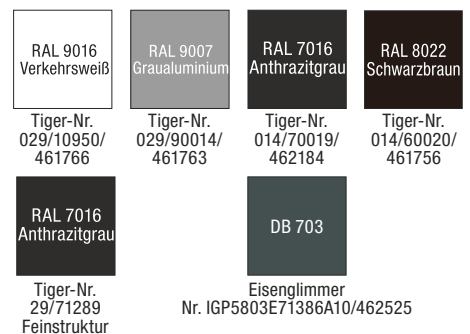 RAL 9016
Verkehrsweiß
Tiger-Nr.
029/10950/
461766
RAL 9007
Graualuminium
Tiger-Nr.
029/90014/
461763
RAL 7016
Anthrazitgrau
Tiger-Nr.
014/70019/
462184
RAL 8022
Schwarzbraun
Tiger-Nr.
014/60020/
461756
RAL 7016
Anthrazitgrau
Tiger-Nr.
29/71289
Feinstruktur
DB 703
Eisenglimmer
Nr. IGP5803E71386A10/462525